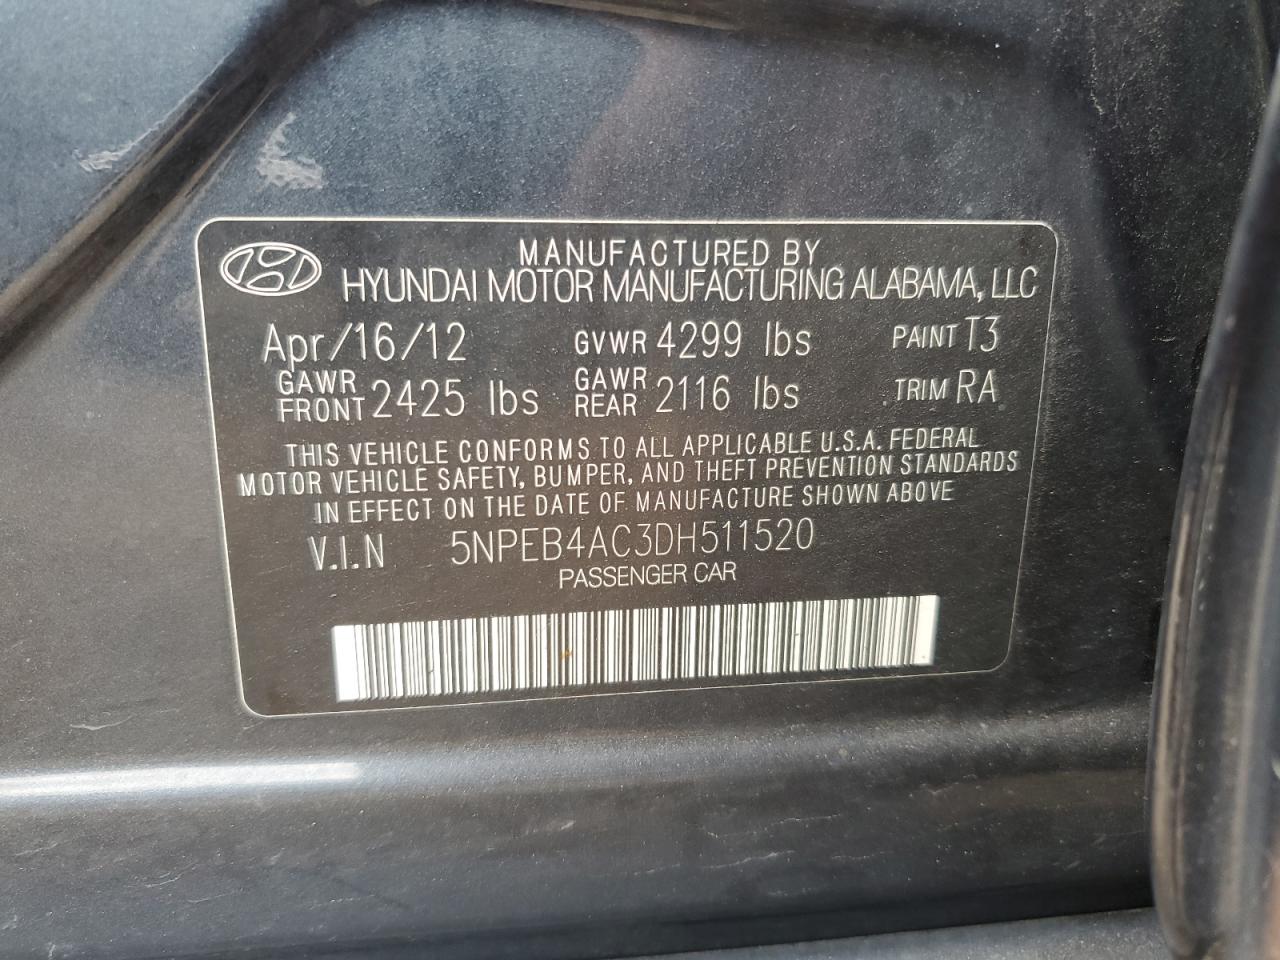 MANUFACTURED BY
HYUNDAI MOTOR MANUFACTURING ALABAMA, LLC
Apr/16/12 GVWR 4299 lbs PAINT T3
GAWR FRONT 2425 lbs GAWR REAR 2116 lbs TRIM RA
THIS VEHICLE CONFORMS TO ALL APPLICABLE U.S.A. FEDERAL
MOTOR VEHICLE SAFETY, BUMPER, AND THEFT PREVENTION STANDARDS
IN EFFECT ON THE DATE OF MANUFACTURE SHOWN ABOVE
V.I.N 5NPEB4AC3DH511520
PASSENGER CAR